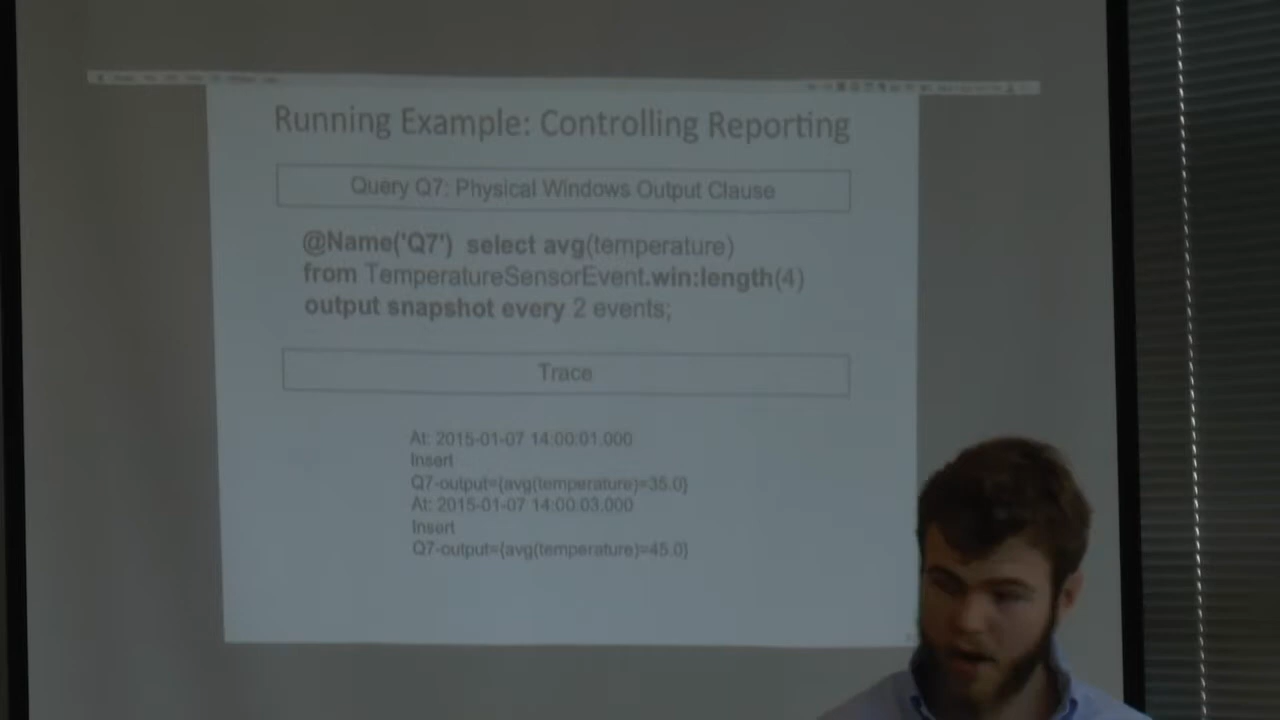 Running Example: Controlling Reporting
Query Q7: Physical Windows Output Clause
@Name('Q7') select avg(temperature)
from TemperatureSensorEvent.win:length(4)
output snapshot every 2 events;
Trace
At: 2015-01-07 14:00:01.000
Insert
Q7-output={avg(temperature)=35.0}
At: 2015-01-07 14:00:03.000
Insert
Q7-output={avg(temperature)=45.0}